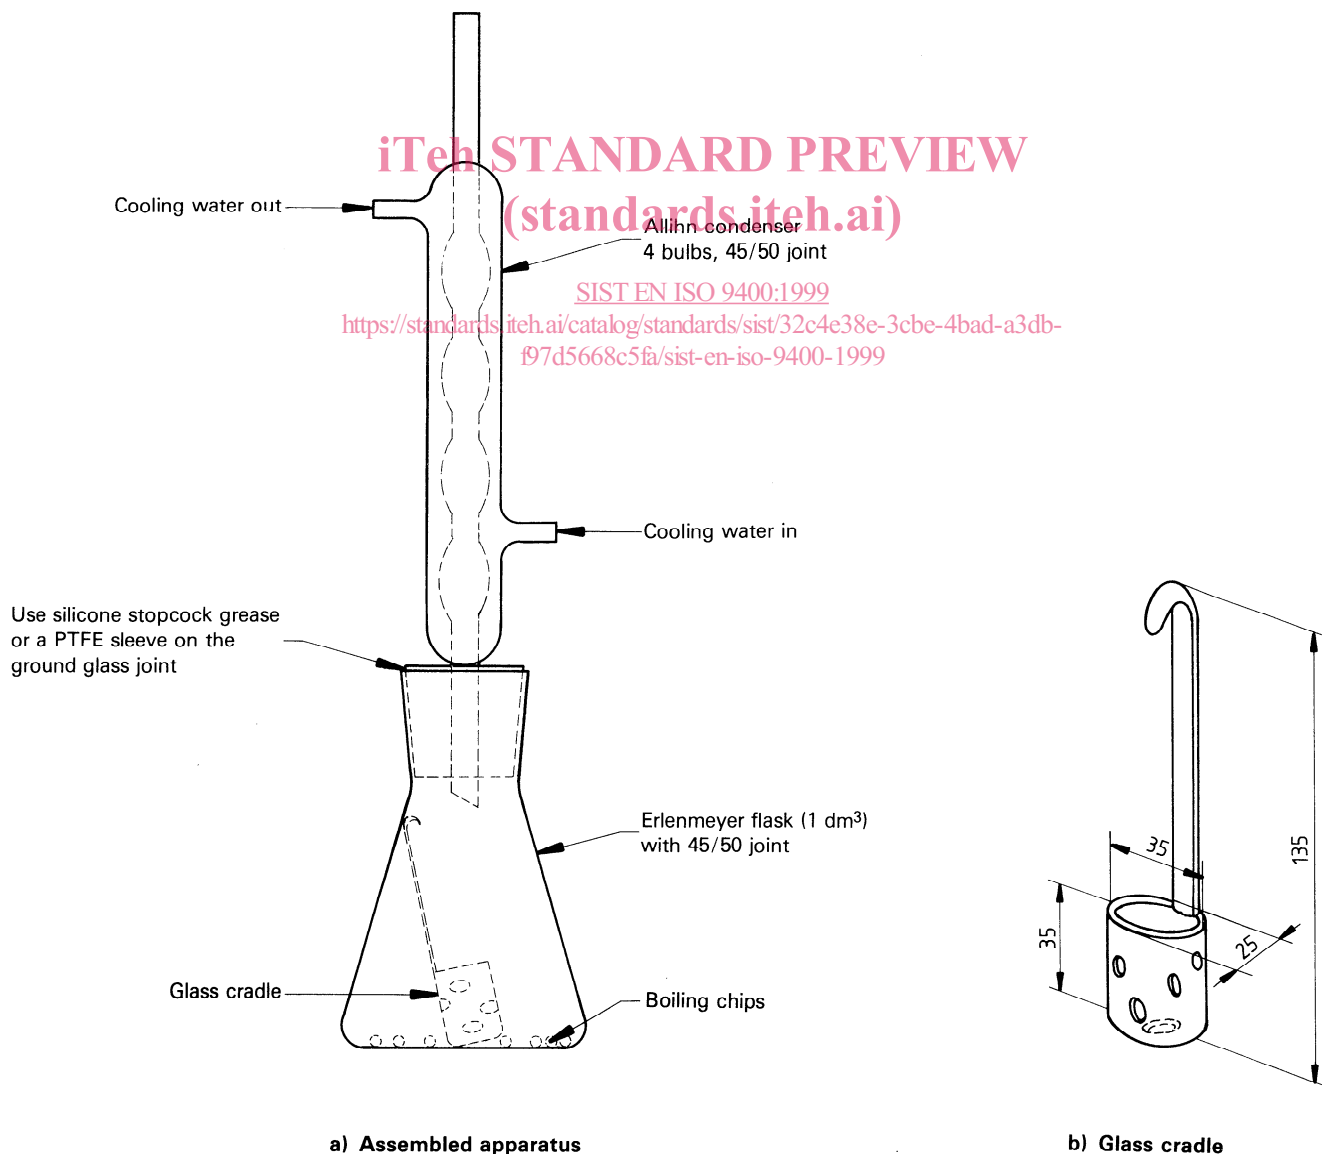 iTeh STANDARD PREVIEW
(standards.iteh.ai)
Cooling water out
Allihn condenser
4 bulbs, 45/50 joint
SIST EN ISO 9400:1999
https://standards.iteh.ai/catalog/standards/sist/32c4e38e-3cbe-4bad-a3db-
f97d5668c5fa/sist-en-iso-9400-1999
Cooling water in
Use silicone stopcock grease
or a PTFE sleeve on the
ground glass joint
Erlenmeyer flask (1 dm³)
with 45/50 joint
Glass cradle
Boiling chips
35
135
35
25
a) Assembled apparatus
b) Glass cradle